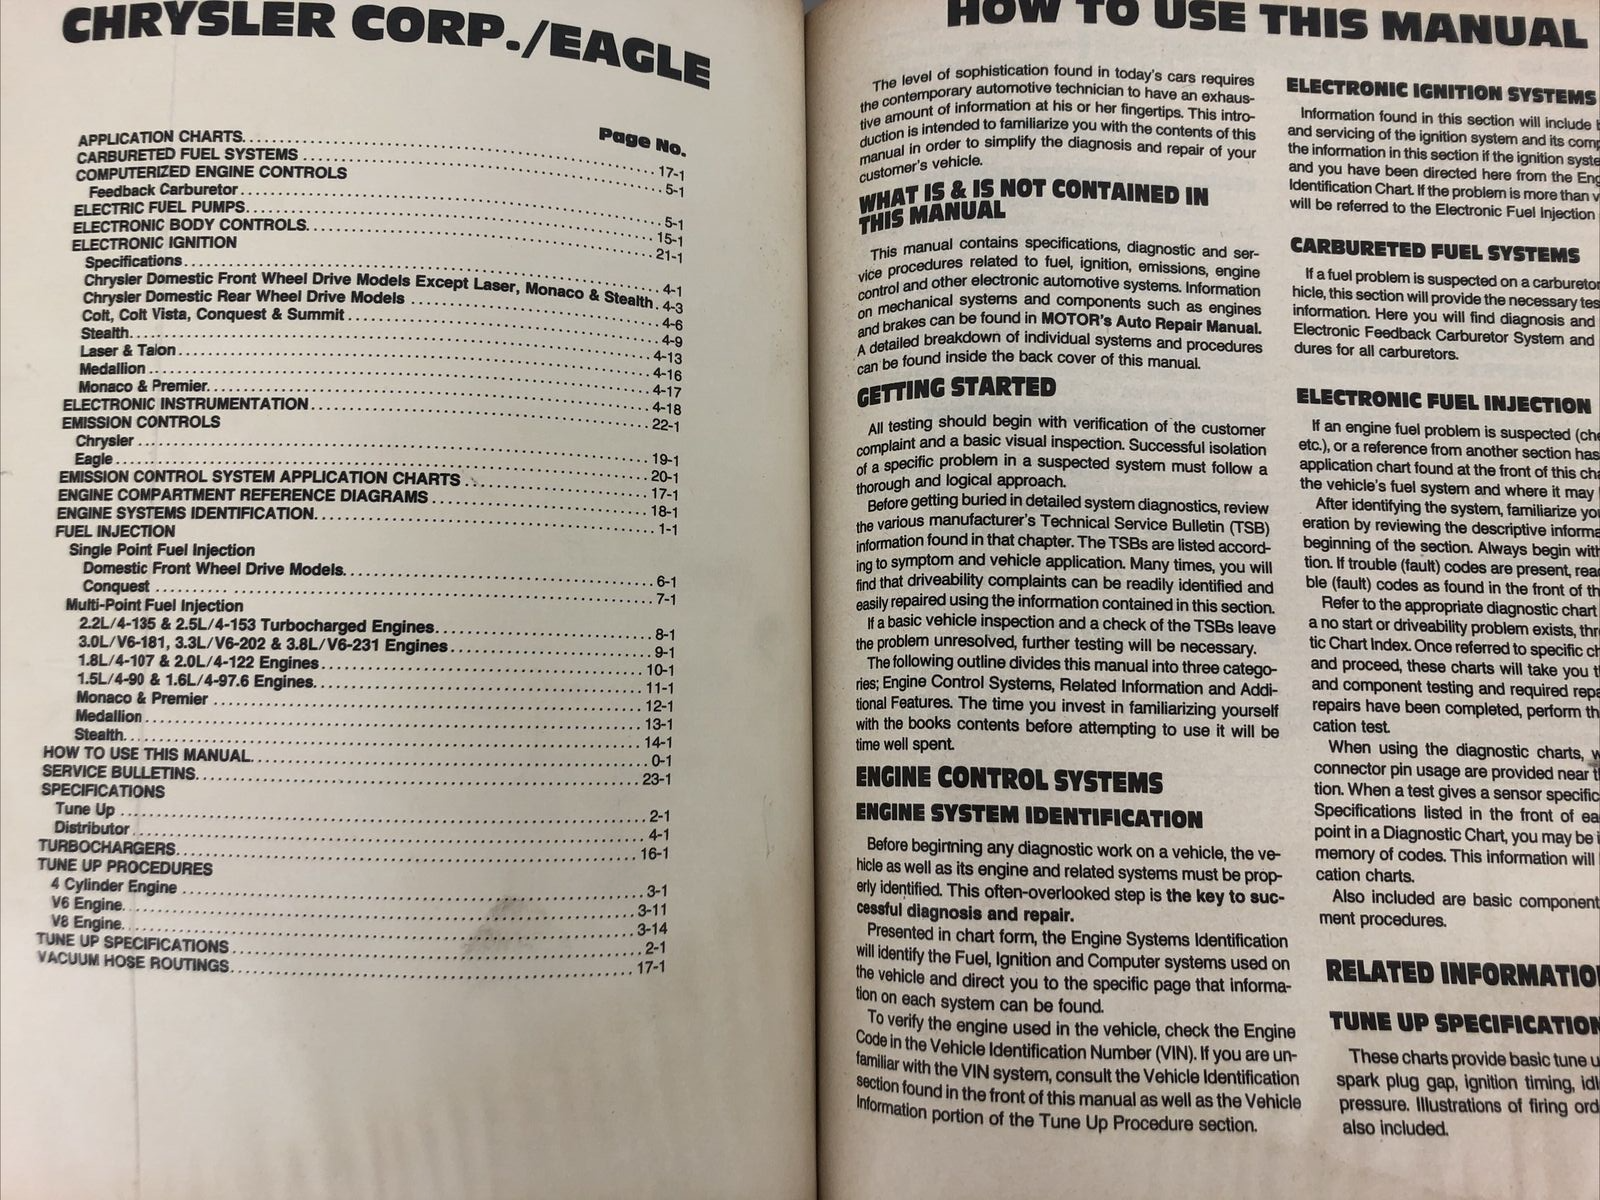 CHRYSLER CORP./EAGLE
Page No.
APPLICATION CHARTS 17-1
CARBURETED FUEL SYSTEMS 5-1
COMPUTERIZED ENGINE CONTROLS
Feedback Carburetor 5-1
ELECTRIC FUEL PUMPS 15-1
ELECTRONIC BODY CONTROLS 21-1
ELECTRONIC IGNITION
Specifications 4-1
Chrysler Domestic Front Wheel Drive Models Except Laser, Monaco & Stealth 4-3
Chrysler Domestic Rear Wheel Drive Models 4-6
Colt, Colt Vista, Conquest & Summit 4-9
Stealth 4-13
Laser & Talon 4-16
Medallion 4-17
Monaco & Premier 4-18
ELECTRONIC INSTRUMENTATION 22-1
EMISSION CONTROLS
Chrysler 19-1
Eagle 20-1
EMISSION CONTROL SYSTEM APPLICATION CHARTS 17-1
ENGINE COMPARTMENT REFERENCE DIAGRAMS 18-1
ENGINE SYSTEMS IDENTIFICATION 1-1
FUEL INJECTION
Single Point Fuel Injection
Domestic Front Wheel Drive Models 6-1
Conquest 7-1
Multi-Point Fuel Injection
2.2L/4-135 & 2.5L/4-153 Turbocharged Engines 8-1
3.0L/V6-181, 3.3L/V6-202 & 3.8L/V6-231 Engines 9-1
1.8L/4-107 & 2.0L/4-122 Engines 10-1
1.5L/4-90 & 1.6L/4-97.6 Engines 11-1
Monaco & Premier 12-1
Medallion 13-1
Stealth 14-1
HOW TO USE THIS MANUAL 0-1
SERVICE BULLETINS 23-1
SPECIFICATIONS
Tune Up 2-1
Distributor 4-1
TURBOCHARGERS 16-1
TUNE UP PROCEDURES
4 Cylinder Engine 3-1
V6 Engine 3-11
V8 Engine 3-14
TUNE UP SPECIFICATIONS 2-1
VACUUM HOSE ROUTINGS 17-1
HOW TO USE THIS MANUAL
The level of sophistication found in today's cars requires
the contemporary automotive technician to have an exhaus-
tive amount of information at his or her fingertips. This intro-
duction is intended to familiarize you with the contents of this
manual in order to simplify the diagnosis and repair of your
customer's vehicle.
WHAT IS & IS NOT CONTAINED IN
THIS MANUAL
This manual contains specifications, diagnostic and ser-
vice procedures related to fuel, ignition, emissions, engine
control and other electronic automotive systems. Information
on mechanical systems and components such as engines
and brakes can be found in MOTOR's Auto Repair Manual.
A detailed breakdown of individual systems and procedures
can be found inside the back cover of this manual.
GETTING STARTED
All testing should begin with verification of the customer
complaint and a basic visual inspection. Successful isolation
of a specific problem in a suspected system must follow a
thorough and logical approach.
Before getting buried in detailed system diagnostics, review
the various manufacturer's Technical Service Bulletin (TSB)
information found in that chapter. The TSBs are listed accord-
ing to symptom and vehicle application. Many times, you will
find that driveability complaints can be readily identified and
easily repaired using the information contained in this section.
If a basic vehicle inspection and a check of the TSBs leave
the problem unresolved, further testing will be necessary.
The following outline divides this manual into three catego-
ries; Engine Control Systems, Related Information and Addi-
tional Features. The time you invest in familiarizing yourself
with the books contents before attempting to use it will be
time well spent.
ENGINE CONTROL SYSTEMS
ENGINE SYSTEM IDENTIFICATION
Before beginning any diagnostic work on a vehicle, the ve-
hicle as well as its engine and related systems must be prop-
erly identified. This often-overlooked step is the key to suc-
cessful diagnosis and repair.
Presented in chart form, the Engine Systems Identification
will identify the Fuel, Ignition and Computer systems used on
the vehicle and direct you to the specific page that informa-
tion on each system can be found.
To verify the engine used in the vehicle, check the Engine
Code in the Vehicle Identification Number (VIN). If you are un-
familiar with the VIN system, consult the Vehicle Identification
section found in the front of this manual as well as the Vehicle
Information portion of the Tune Up Procedure section.
ELECTRONIC IGNITION SYSTEMS
Information found in this section will include
and servicing of the ignition system and its
the information in this section if the ignition
and you have been directed here from the
Identification Chart. If the problem is more than
will be referred to the Electronic Fuel Injection
CARBURETED FUEL SYSTEMS
If a fuel problem is suspected on a
hicle, this section will provide the necessary
information. Here you will find diagnosis and
Electronic Feedback Carburetor System and
dures for all carburetors.
ELECTRONIC FUEL INJECTION
If an engine fuel problem is suspected
etc.), or a reference from another section has
application chart found at the front of this
the vehicle's fuel system and where it may
After identifying the system, familiarize
eration by reviewing the descriptive
beginning of the section. Always begin with
tion. If trouble (fault) codes are present,
ble (fault) codes as found in the front of
Refer to the appropriate diagnostic chart
a no start or driveability problem exists,
tic Chart Index. Once referred to specific
and proceed, these charts will take you
and component testing and required
repairs have been completed, perform
cation test.
When using the diagnostic charts,
connector pin usage are provided near
tion. When a test gives a sensor
Specifications listed in the front of
point in a Diagnostic Chart, you may be
memory of codes. This information will
cation charts.
Also included are basic component
ment procedures.
RELATED
TUNE UP
These charts provide basic tune
spark plug gap, ignition timing,
pressure. Illustrations of firing
also included.